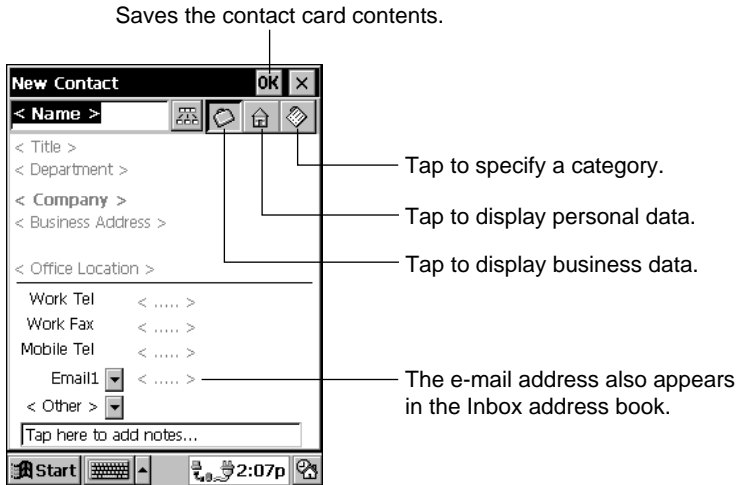 Saves the contact card contents.
New Contact OK ×
< Name >
< Title >
< Department >
Tap to specify a category.
< Company >
< Business Address >
Tap to display personal data.
< Office Location >
Tap to display business data.
Work Tel < ..... >
Work Fax < ..... >
Mobile Tel < ..... >
Email1 < ..... >
The e-mail address also appears
in the Inbox address book.
< Other >
Tap here to add notes...
Start 2:07p